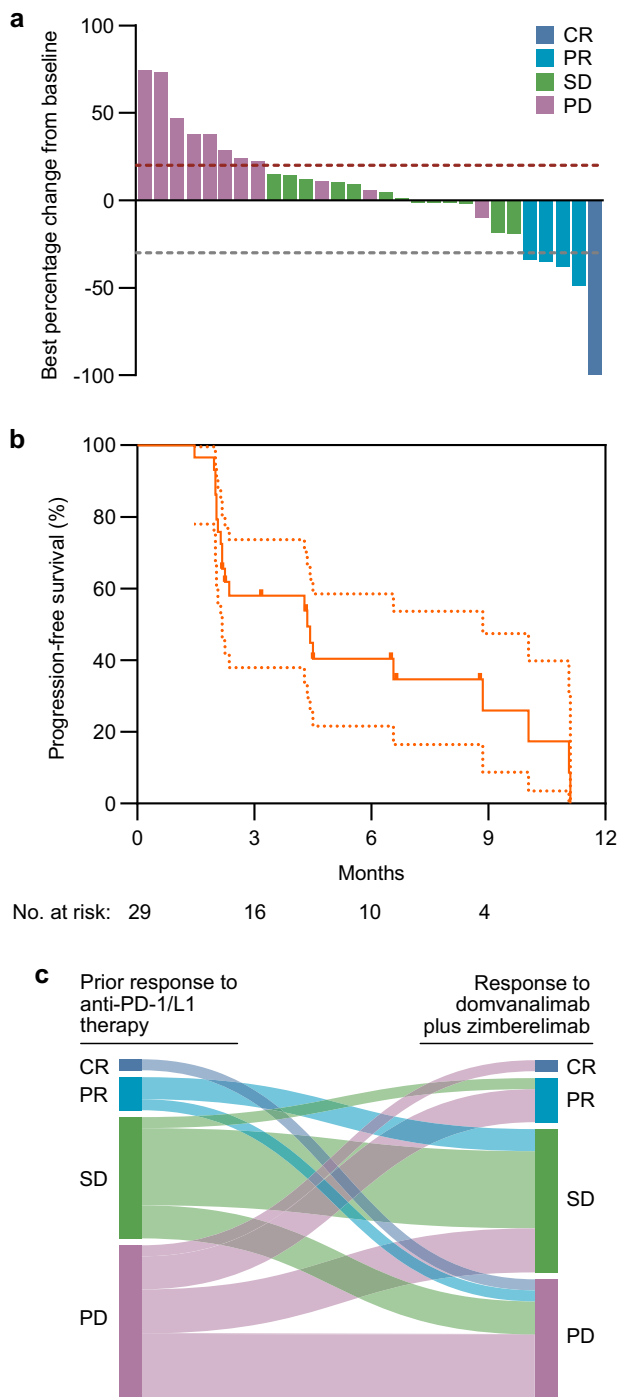 a
Best percentage change from baseline
100
50
0
-50
-100
CR
PR
SD
PD
b
Progression-free survival (%)
100
80
60
40
20
0
0 3 6 9 12
Months
No. at risk: 29 16 10 4
c
Prior response to
anti-PD-1/L1
therapy
Response to
domvanalimab
plus zimberelimab
CR
PR
SD
PD
CR
PR
SD
PD